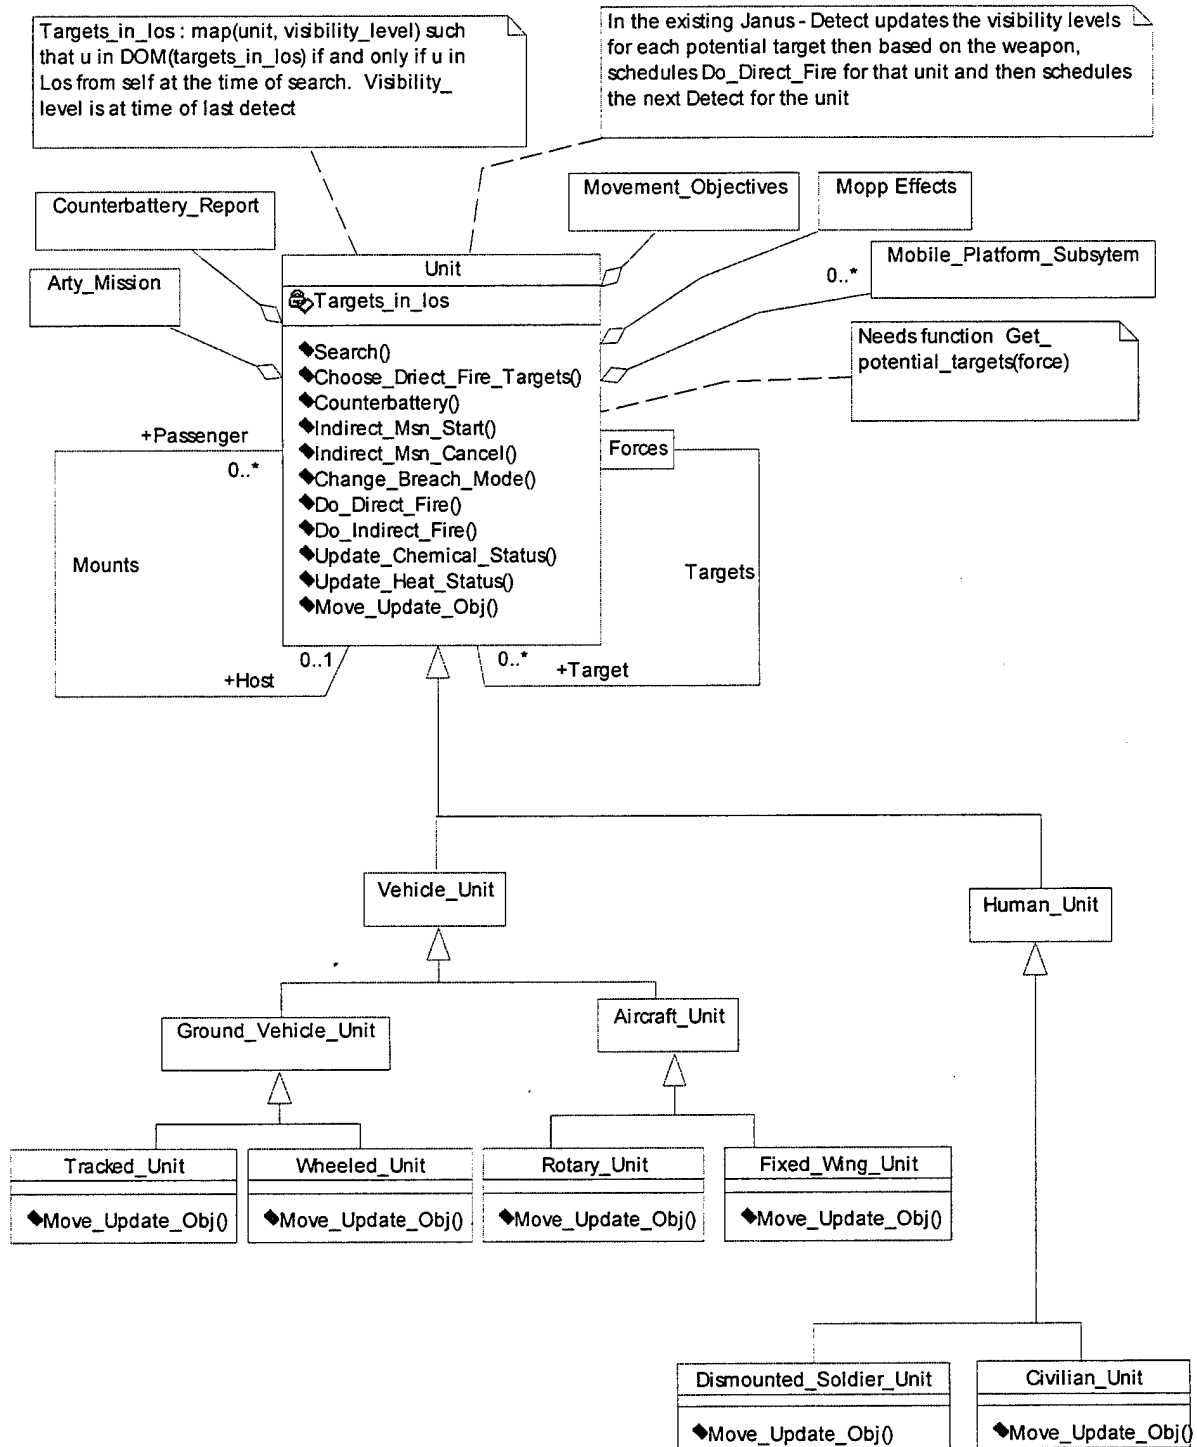 Targets_in_los : map(unit, visibility_level) such
that u in DOM(targets_in_los) if and only if u in
Los from self at the time of search.  Visibility_
level is at time of last detect
In the existing Janus - Detect updates the visibility levels
for each potential target then based on the weapon,
schedules Do_Direct_Fire for that unit and then schedules
the next Detect for the unit
Counterbattery_Report
Movement_Objectives
Mopp Effects
Arty_Mission
Unit
Targets_in_los
0..*
Mobile_Platform_Subsytem
Needs function  Get_
potential_targets(force)
Search()
Choose_Driect_Fire_Targets()
Counterbattery()
Indirect_Msn_Start()
Indirect_Msn_Cancel()
Change_Breach_Mode()
Do_Direct_Fire()
Do_Indirect_Fire()
Update_Chemical_Status()
Update_Heat_Status()
Move_Update_Obj()
+Passenger
0..*
Forces
Mounts
Targets
0..1
+Host
0..*
+Target
Vehicle_Unit
Human_Unit
Ground_Vehicle_Unit
Aircraft_Unit
Tracked_Unit
Move_Update_Obj()
Wheeled_Unit
Move_Update_Obj()
Rotary_Unit
Move_Update_Obj()
Fixed_Wing_Unit
Move_Update_Obj()
Dismounted_Soldier_Unit
Move_Update_Obj()
Civilian_Unit
Move_Update_Obj()